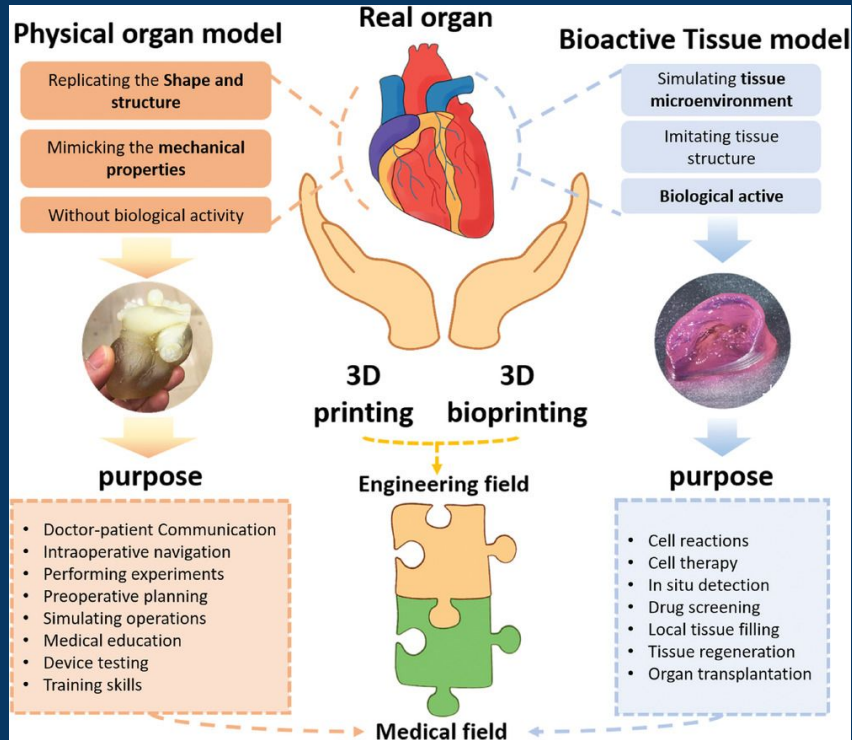 Physical organ model
Replicating the Shape and
structure
Mimicking the mechanical
properties
Without biological activity
purpose
• Doctor-patient Communication
• Intraoperative navigation
• Performing experiments
• Preoperative planning
• Simulating operations
• Medical education
• Device testing
• Training skills
Real organ
3D
printing
3D
bioprinting
Engineering field
Medical field
Bioactive Tissue model
Simulating tissue
microenvironment
Imitating tissue
structure
Biological active
purpose
• Cell reactions
• Cell therapy
• In situ detection
• Drug screening
• Local tissue filling
• Tissue regeneration
• Organ transplantation